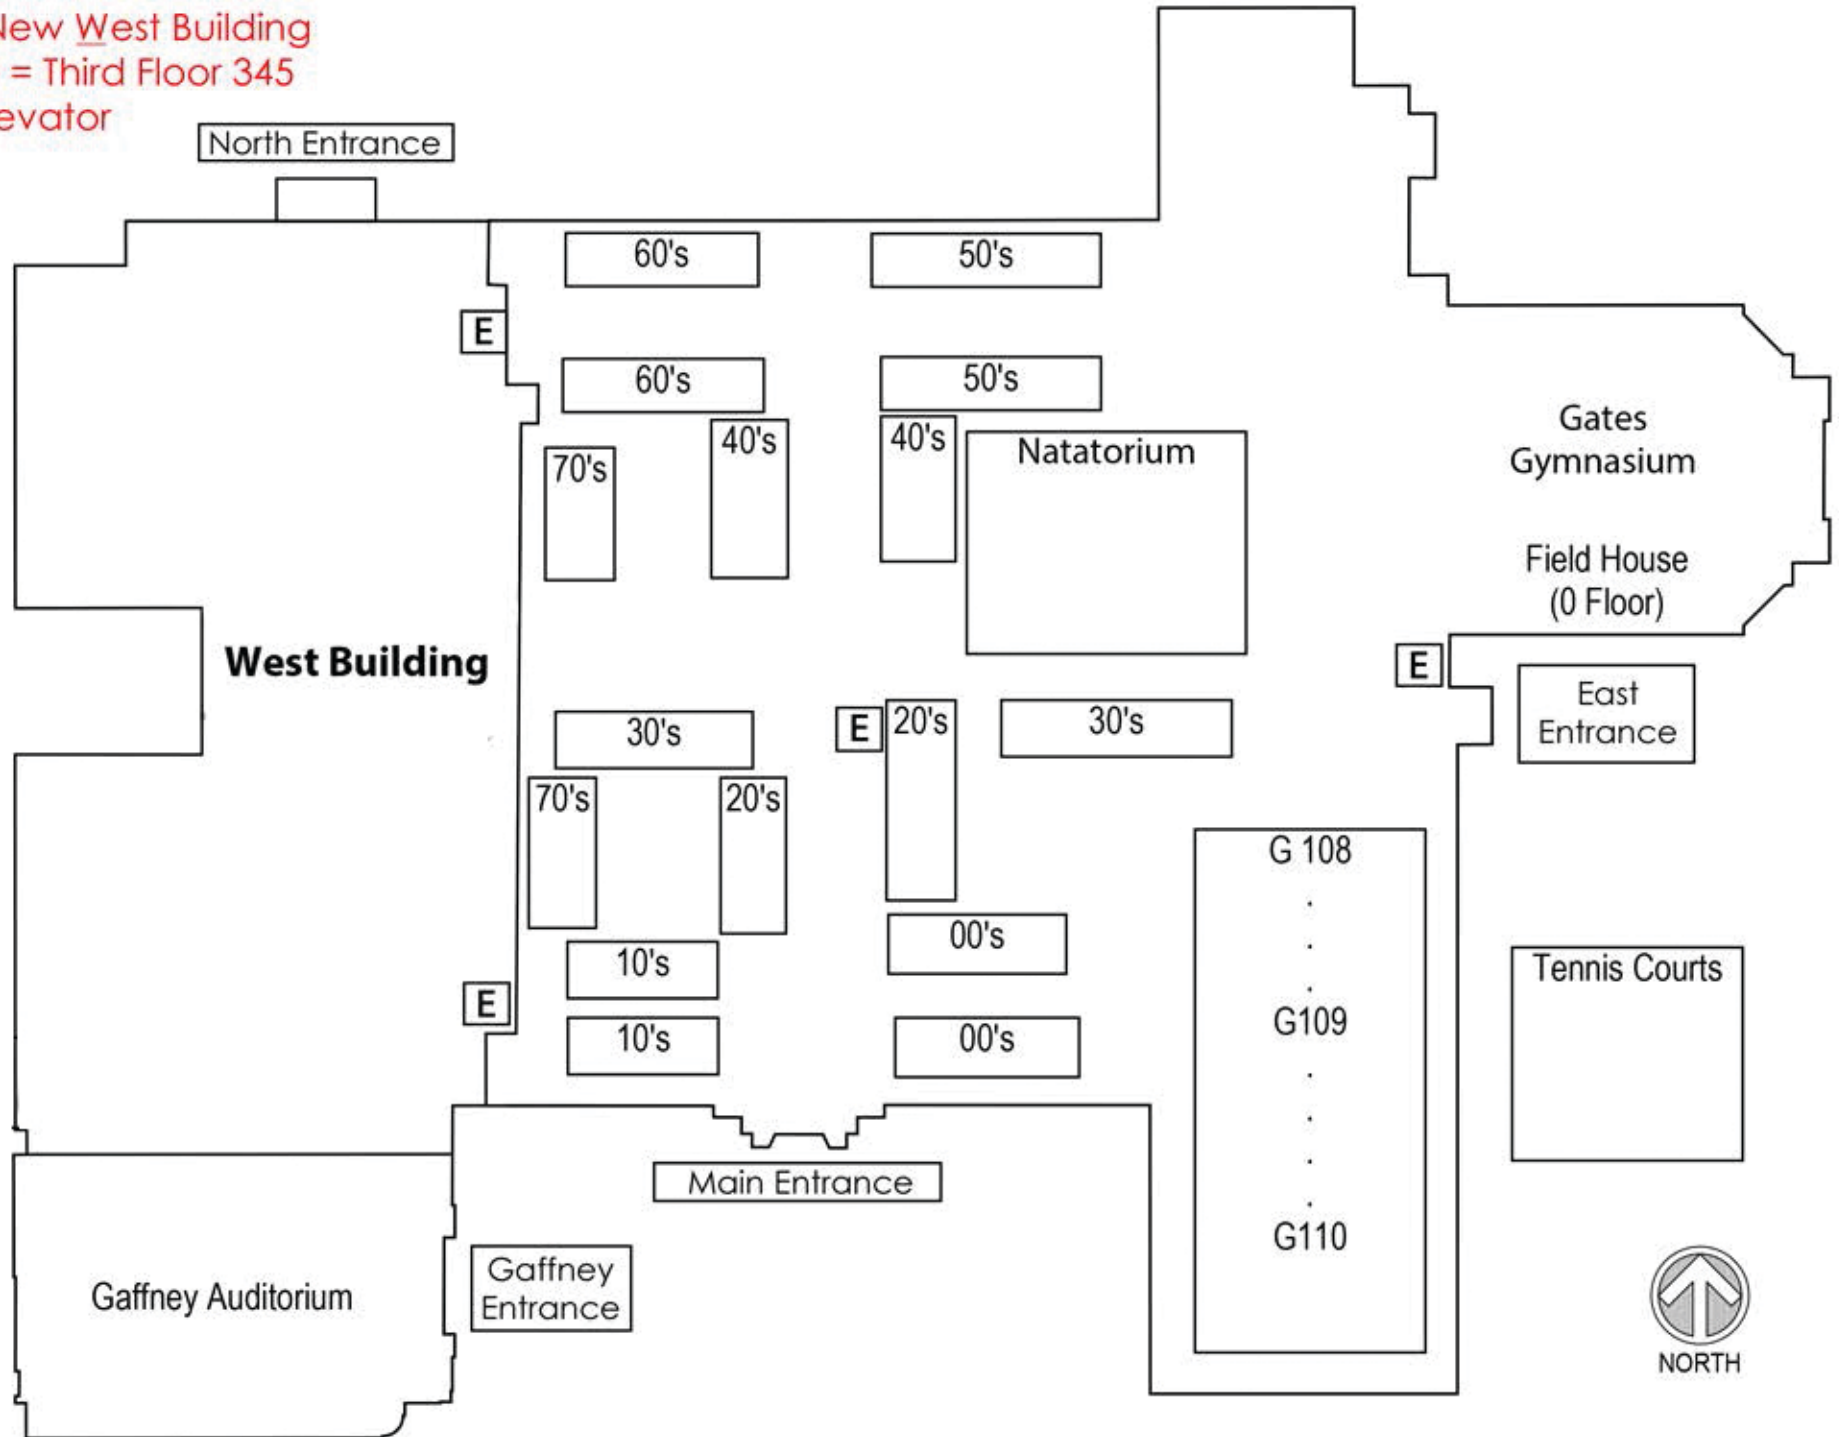 New West Building
= Third Floor 345
North Entrance
60's
50's
E
60's
50's
Gates
Gymnasium
40's
40's
Natatorium
70's
Field House
(0 Floor)
West Building
E
East
Entrance
30's
E
20's
30's
70's
20's
G 108
.
.
.
00's
10's
Tennis Courts
E
G109
10's
00's
.
.
.
.
Main Entrance
G110
Gaffney
Entrance
Gaffney Auditorium
NORTH